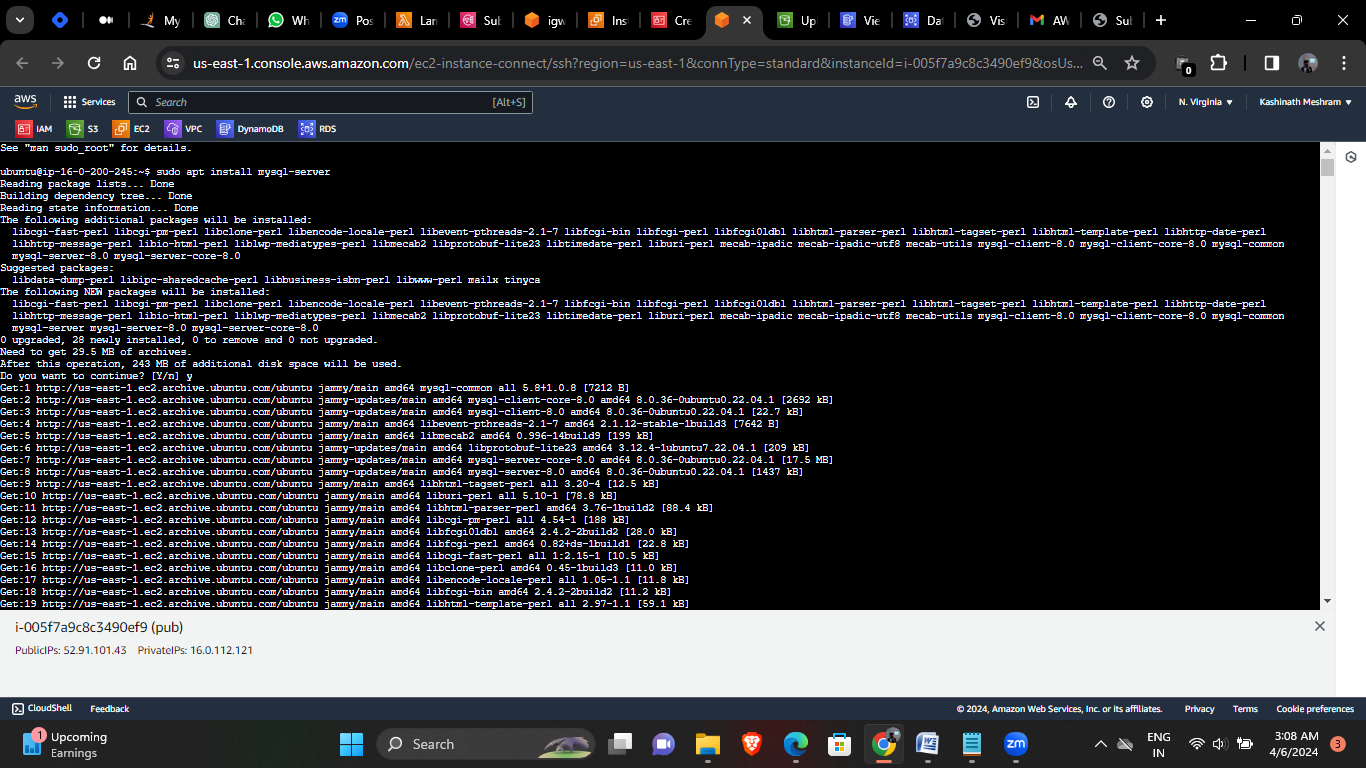 My
Cha
Wh
zm Pos
Lan
Sub
igw
Inst
Cre
Up
Vie
Dat
Vis
AW
Sul
us-east-1.console.aws.amazon.com/ec2-instance-connect/ssh?region=us-east-1&connType=standard&instanceId=i-005f7a9c8c3490ef9&osUs...
0
aws
Services
Search
[Alt+S]
N. Virginia
Kashinath Meshram
IAM
S3
EC2
VPC
DynamoDB
RDS
See "man sudo_root" for details.
ubuntu@ip-16-0-200-245:~$ sudo apt install mysql-server
Reading package lists... Done
Building dependency tree... Done
Reading state information... Done
The following additional packages will be installed:
libcgi-fast-perl libcgi-pm-perl libclone-perl libencode-locale-perl libevent-pthreads-2.1-7 libfcgi-bin libfcgi-perl libfcgi0ldbl libhtml-parser-perl libhtml-tagset-perl libhtml-template-perl libhttp-date-perl
libhttp-message-perl libio-html-perl liblwp-mediatypes-perl libmecab2 libprotobuf-lite23 libtimedate-perl liburi-perl mecab-ipadic mecab-ipadic-utf8 mecab-utils mysql-client-8.0 mysql-client-core-8.0 mysql-common
mysql-server-8.0 mysql-server-core-8.0
Suggested packages:
libdata-dump-perl libipc-sharedcache-perl libbusiness-isbn-perl libwww-perl mailx tinyca
The following NEW packages will be installed:
libcgi-fast-perl libcgi-pm-perl libclone-perl libencode-locale-perl libevent-pthreads-2.1-7 libfcgi-bin libfcgi-perl libfcgi0ldbl libhtml-parser-perl libhtml-tagset-perl libhtml-template-perl libhttp-date-perl
libhttp-message-perl libio-html-perl liblwp-mediatypes-perl libmecab2 libprotobuf-lite23 libtimedate-perl liburi-perl mecab-ipadic mecab-ipadic-utf8 mecab-utils mysql-client-8.0 mysql-client-core-8.0 mysql-common
mysql-server mysql-server-8.0 mysql-server-core-8.0
0 upgraded, 28 newly installed, 0 to remove and 0 not upgraded.
Need to get 29.5 MB of archives.
After this operation, 243 MB of additional disk space will be used.
Do you want to continue? [Y/n] y
Get:1 http://us-east-1.ec2.archive.ubuntu.com/ubuntu jammy/main amd64 mysql-common all 5.8+1.0.8 [7212 B]
Get:2 http://us-east-1.ec2.archive.ubuntu.com/ubuntu jammy-updates/main amd64 mysql-client-core-8.0 amd64 8.0.36-0ubuntu0.22.04.1 [2692 kB]
Get:3 http://us-east-1.ec2.archive.ubuntu.com/ubuntu jammy-updates/main amd64 mysql-client-8.0 amd64 8.0.36-0ubuntu0.22.04.1 [22.7 kB]
Get:4 http://us-east-1.ec2.archive.ubuntu.com/ubuntu jammy/main amd64 libevent-pthreads-2.1-7 amd64 2.1.12-stable-1build3 [7642 B]
Get:5 http://us-east-1.ec2.archive.ubuntu.com/ubuntu jammy/main amd64 libmecab2 amd64 0.996-14build9 [199 kB]
Get:6 http://us-east-1.ec2.archive.ubuntu.com/ubuntu jammy-updates/main amd64 libprotobuf-lite23 amd64 3.12.4-1ubuntu7.22.04.1 [209 kB]
Get:7 http://us-east-1.ec2.archive.ubuntu.com/ubuntu jammy-updates/main amd64 mysql-server-core-8.0 amd64 8.0.36-0ubuntu0.22.04.1 [17.5 MB]
Get:8 http://us-east-1.ec2.archive.ubuntu.com/ubuntu jammy-updates/main amd64 mysql-server-8.0 amd64 8.0.36-0ubuntu0.22.04.1 [1437 kB]
Get:9 http://us-east-1.ec2.archive.ubuntu.com/ubuntu jammy/main amd64 libhtml-tagset-perl all 3.20-4 [12.5 kB]
Get:10 http://us-east-1.ec2.archive.ubuntu.com/ubuntu jammy/main amd64 liburi-perl all 5.10-1 [78.8 kB]
Get:11 http://us-east-1.ec2.archive.ubuntu.com/ubuntu jammy/main amd64 libhtml-parser-perl amd64 3.76-1build2 [88.4 kB]
Get:12 http://us-east-1.ec2.archive.ubuntu.com/ubuntu jammy/main amd64 libcgi-pm-perl all 4.54-1 [188 kB]
Get:13 http://us-east-1.ec2.archive.ubuntu.com/ubuntu jammy/main amd64 libfcgi0ldbl amd64 2.4.2-2build2 [28.0 kB]
Get:14 http://us-east-1.ec2.archive.ubuntu.com/ubuntu jammy/main amd64 libfcgi-perl amd64 0.82+ds-1build1 [22.8 kB]
Get:15 http://us-east-1.ec2.archive.ubuntu.com/ubuntu jammy/main amd64 libcgi-fast-perl all 1:2.15-1 [10.5 kB]
Get:16 http://us-east-1.ec2.archive.ubuntu.com/ubuntu jammy/main amd64 libclone-perl amd64 0.45-1build3 [11.0 kB]
Get:17 http://us-east-1.ec2.archive.ubuntu.com/ubuntu jammy/main amd64 libencode-locale-perl all 1.05-1.1 [11.8 kB]
Get:18 http://us-east-1.ec2.archive.ubuntu.com/ubuntu jammy/main amd64 libfcgi-bin amd64 2.4.2-2build2 [11.2 kB]
Get:19 http://us-east-1.ec2.archive.ubuntu.com/ubuntu jammy/main amd64 libhtml-template-perl all 2.97-1.1 [59.1 kB]
i-005f7a9c8c3490ef9 (pub)
PublicIPs: 52.91.101.43 PrivateIPs: 16.0.112.121
CloudShell
Feedback
© 2024, Amazon Web Services, Inc. or its affiliates.
Privacy
Terms
Cookie preferences
1
Upcoming
Earnings
Search
zm
ENG
IN
3:08 AM
4/6/2024
3